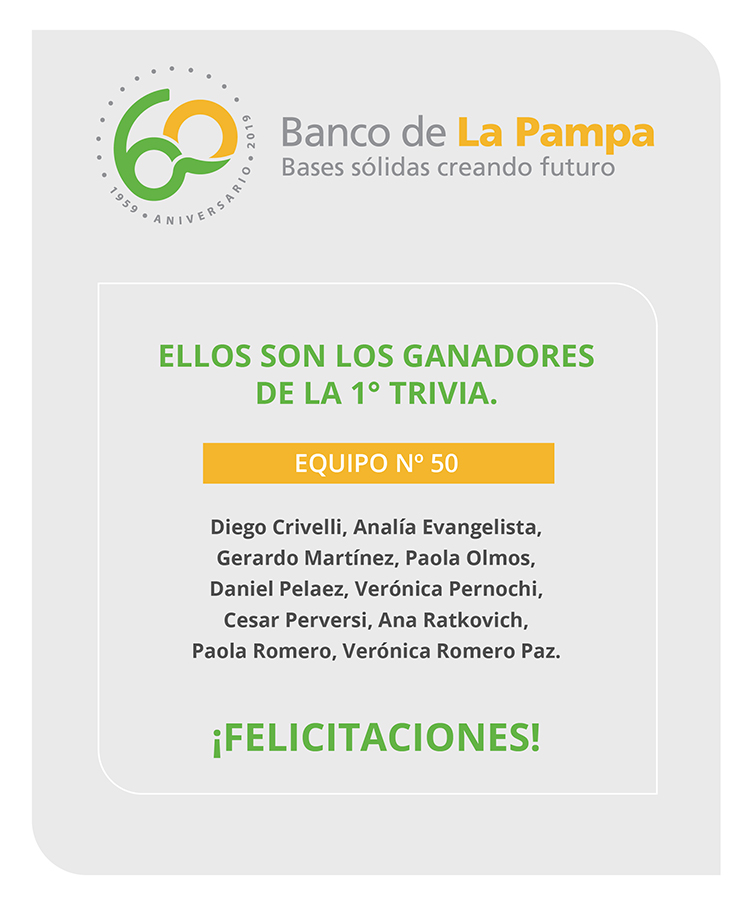 60
1959 • ANIVERSARIO • 2019
Banco de La Pampa
Bases sólidas creando futuro
ELLOS SON LOS GANADORES
DE LA 1° TRIVIA.
EQUIPO Nº 50
Diego Crivelli, Analía Evangelista,
Gerardo Martínez, Paola Olmos,
Daniel Pelaez, Verónica Pernochi,
Cesar Perversi, Ana Ratkovich,
Paola Romero, Verónica Romero Paz.
¡FELICITACIONES!